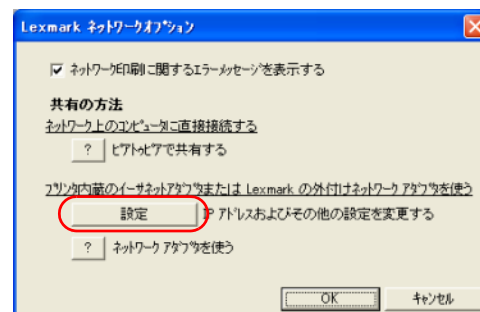 Lexmark ネットワークオプション
ネットワーク印刷に関するエラーメッセージを表示する
共有の方法
ネットワーク上のコンピュータに直接接続する
? ピアトゥピアで共有する
プリンタ内蔵のイーサネットアダプタまたは Lexmark の外付けネットワーク アダプタを使う
設定 IP アドレスおよびその他の設定を変更する
? ネットワーク アダプタを使う
OK キャンセル